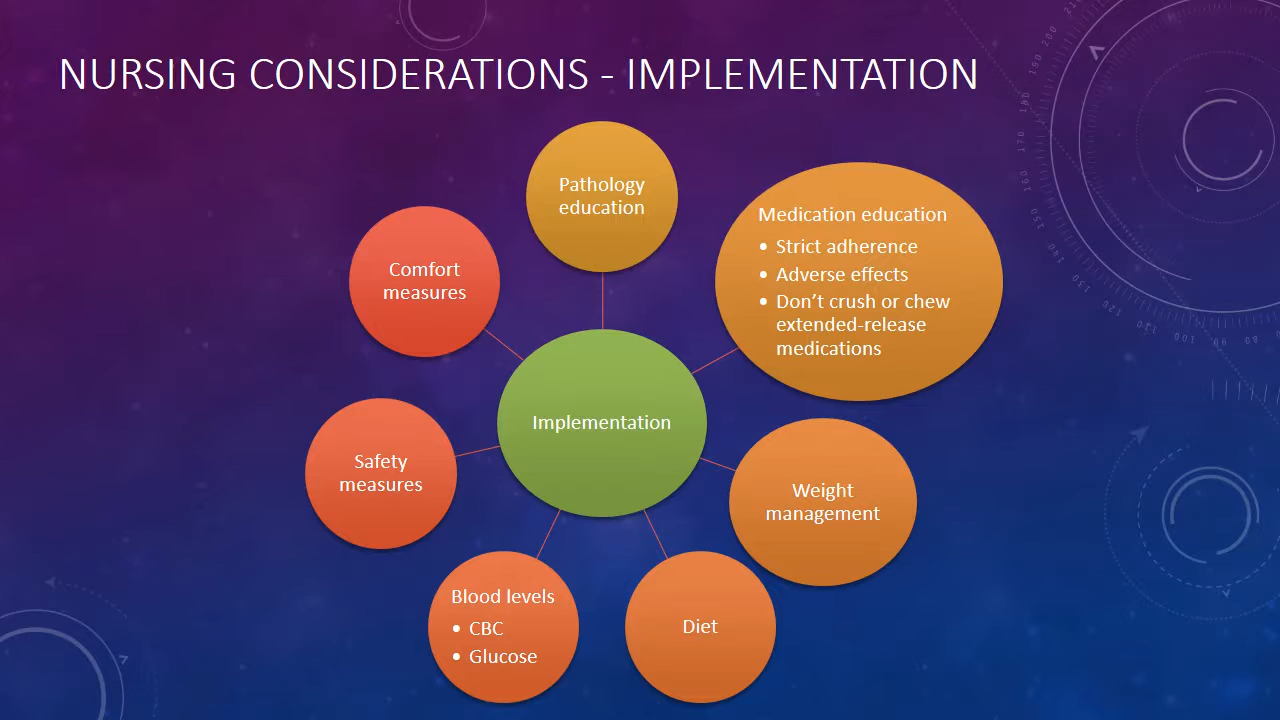 NURSING CONSIDERATIONS - IMPLEMENTATION
Pathology
education
Medication education
• Strict adherence
• Adverse effects
• Don’t crush or chew
extended-release
medications
Comfort
measures
Implementation
Safety
measures
Weight
management
Blood levels
• CBC
• Glucose
Diet